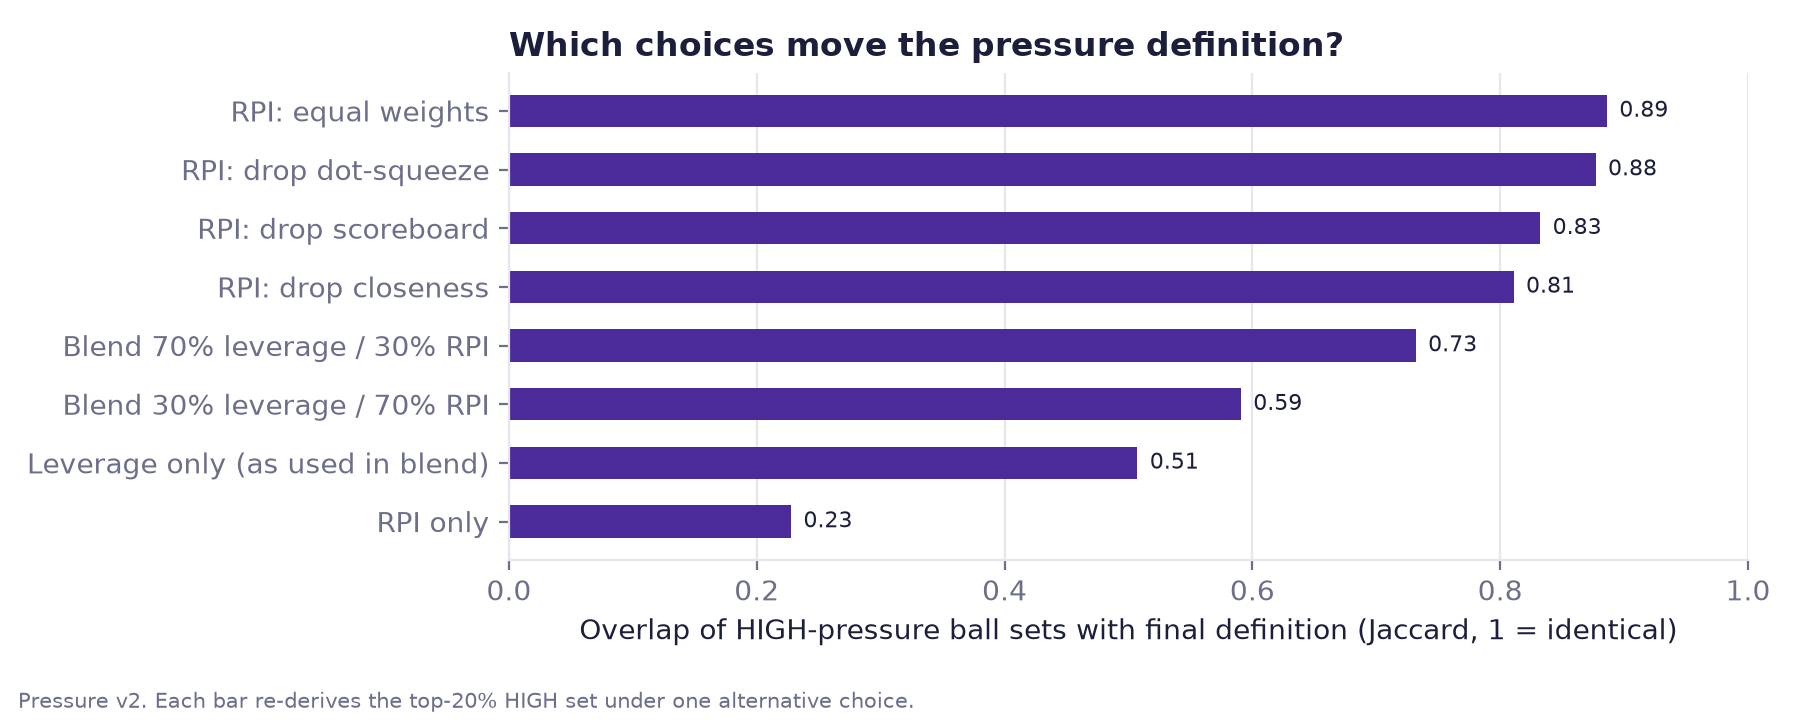 Which choices move the pressure definition?
RPI: equal weights
0.89
RPI: drop dot-squeeze
0.88
RPI: drop scoreboard
0.83
RPI: drop closeness
0.81
Blend 70% leverage / 30% RPI
0.73
Blend 30% leverage / 70% RPI
0.59
Leverage only (as used in blend)
0.51
RPI only
0.23
0.0 0.2 0.4 0.6 0.8 1.0
Overlap of HIGH-pressure ball sets with final definition (Jaccard, 1 = identical)
Pressure v2. Each bar re-derives the top-20% HIGH set under one alternative choice.